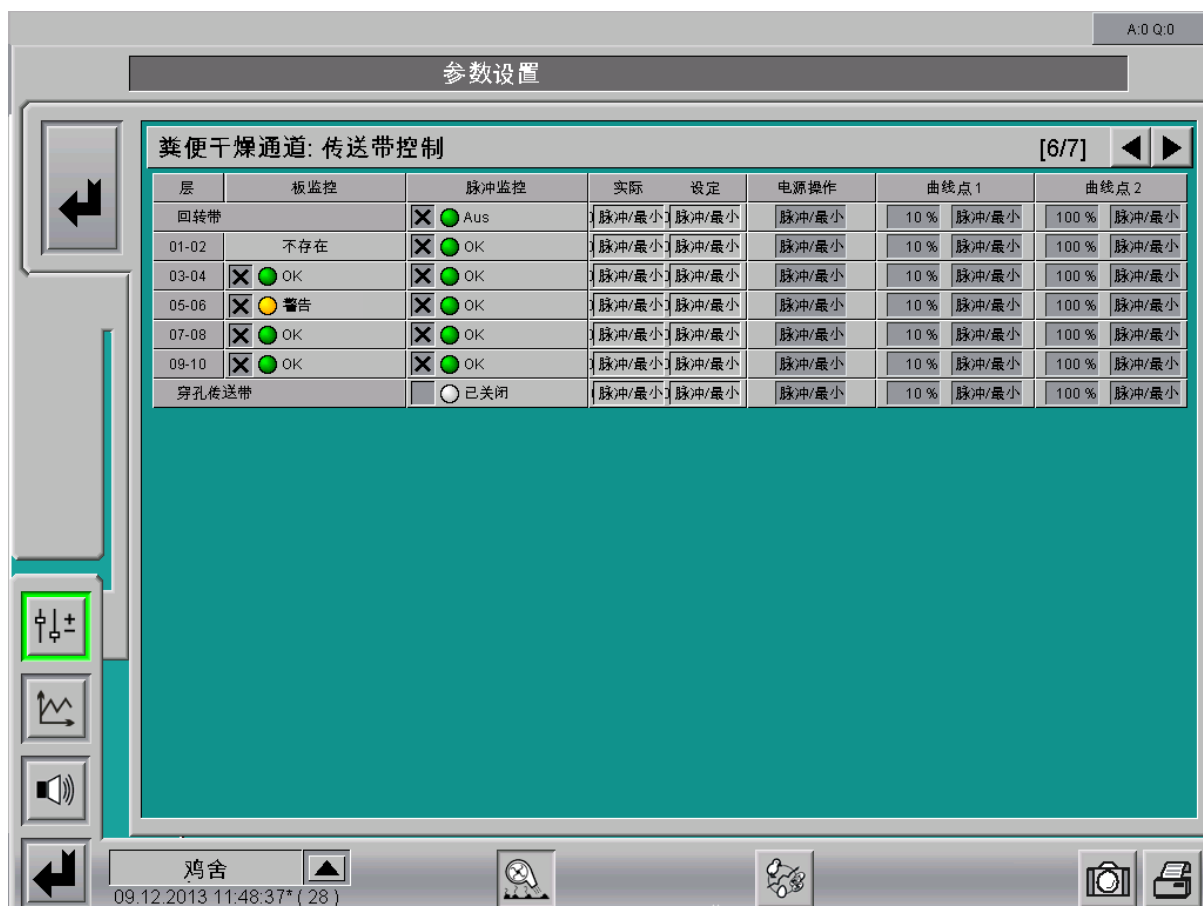 A:0 Q:0
参数设置
粪便干燥通道: 传送带控制 [6/7]
层 板监控 脉冲监控 实际 设定 电源操作 曲线点 1 曲线点 2
回转带 Aus 脉冲/最小 脉冲/最小 脉冲/最小 10 % 脉冲/最小 100 % 脉冲/最小
01-02 不存在 OK 脉冲/最小 脉冲/最小 脉冲/最小 10 % 脉冲/最小 100 % 脉冲/最小
03-04 OK OK 脉冲/最小 脉冲/最小 脉冲/最小 10 % 脉冲/最小 100 % 脉冲/最小
05-06 警告 OK 脉冲/最小 脉冲/最小 脉冲/最小 10 % 脉冲/最小 100 % 脉冲/最小
07-08 OK OK 脉冲/最小 脉冲/最小 脉冲/最小 10 % 脉冲/最小 100 % 脉冲/最小
09-10 OK OK 脉冲/最小 脉冲/最小 脉冲/最小 10 % 脉冲/最小 100 % 脉冲/最小
穿孔传送带 已关闭 脉冲/最小 脉冲/最小 脉冲/最小 10 % 脉冲/最小 100 % 脉冲/最小
鸡舍
09.12.2013 11:48:37* ( 28 )